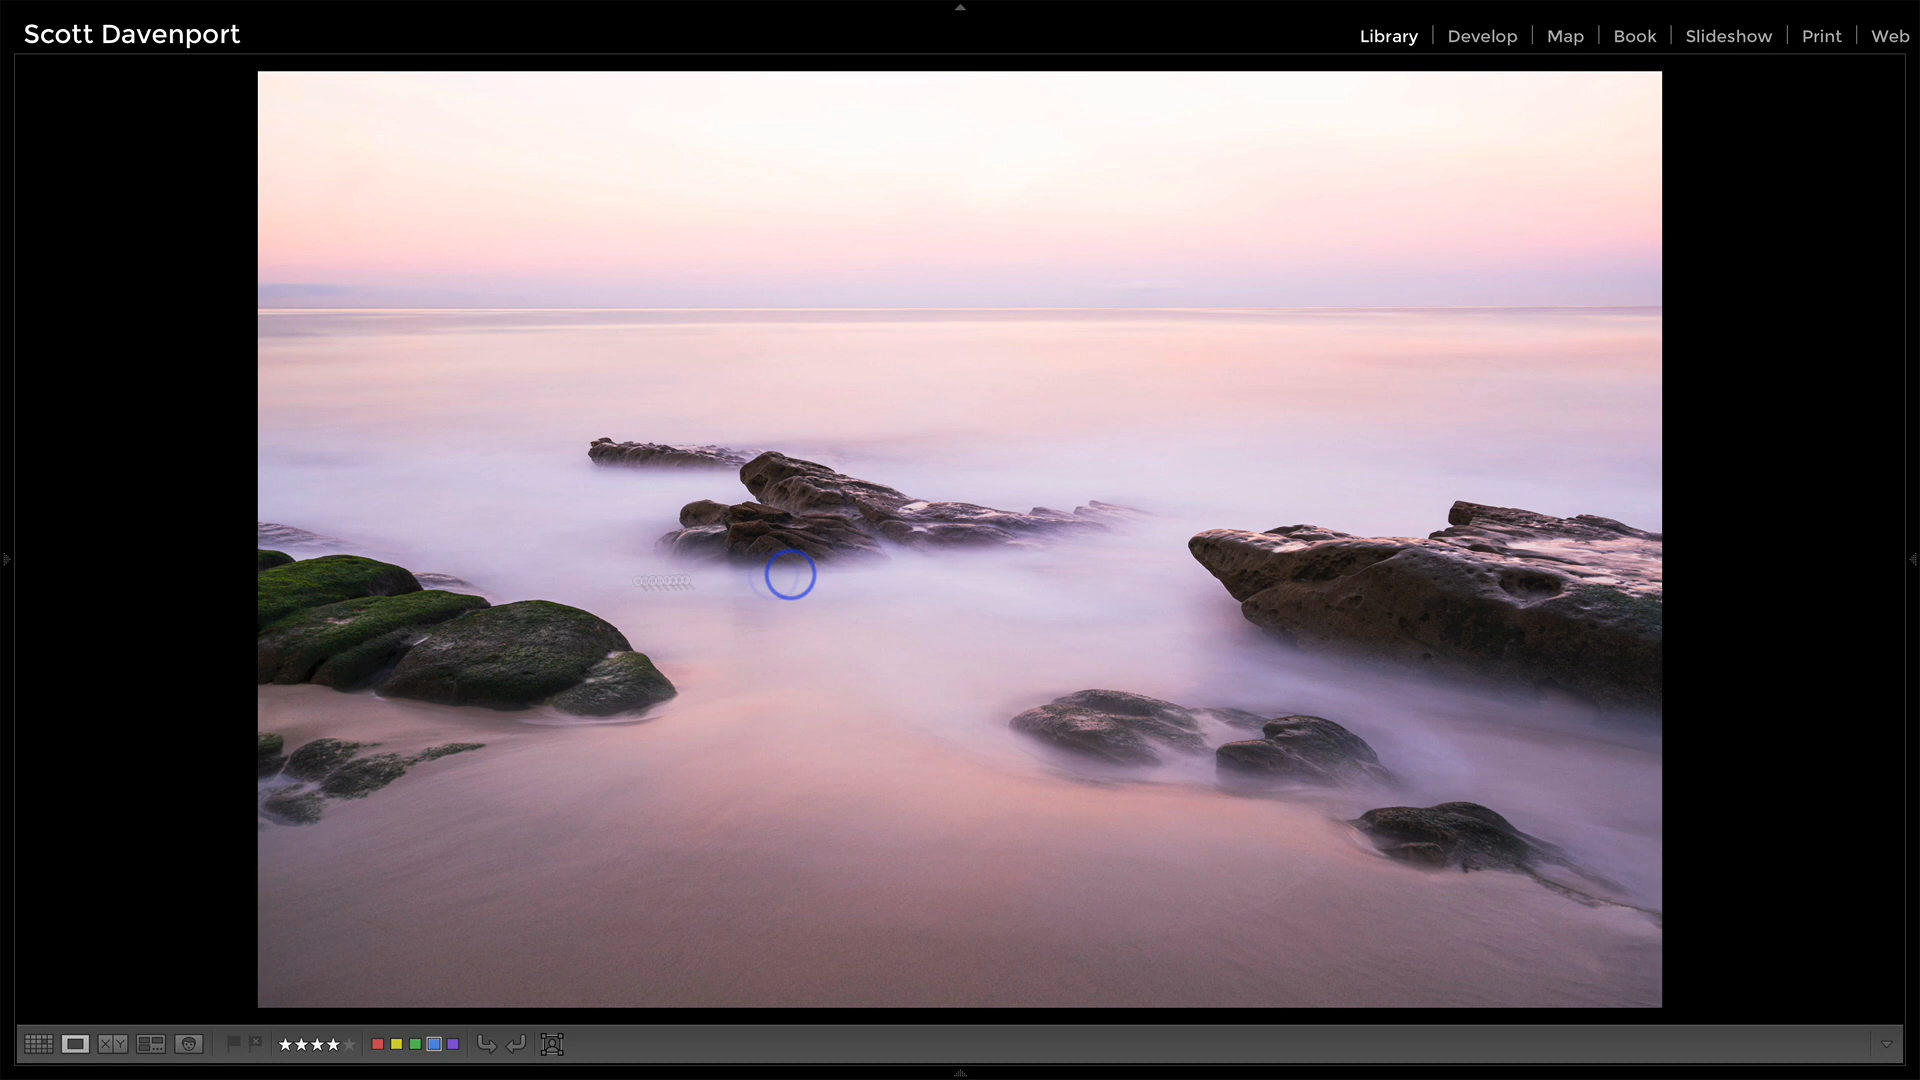 Scott Davenport
Library | Develop | Map | Book | Slideshow | Print | Web
X Y